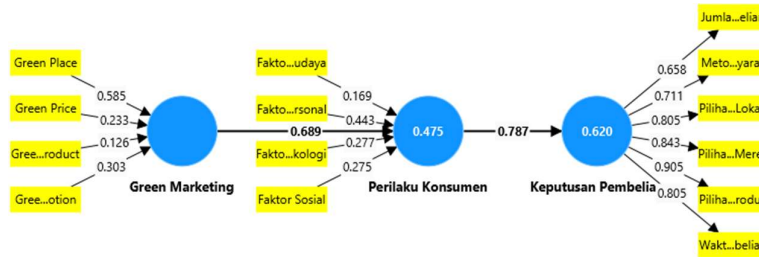 Green Place
Green Price
Gree...roduct
Gree...otion
0.585
0.233
0.126
0.303
Green Marketing
0.689
Fakto...udaya
Fakto...rsonal
Fakto...kologi
Faktor Sosial
0.169
0.443
0.277
0.275
0.475
Perilaku Konsumen
0.787
0.620
Keputusan Pembelia
0.658
0.711
0.805
0.843
0.905
0.805
Jumla...elia
Meto...yara
Piliha...Loka
Piliha...Mere
Piliha...rodu
Wakt...belia